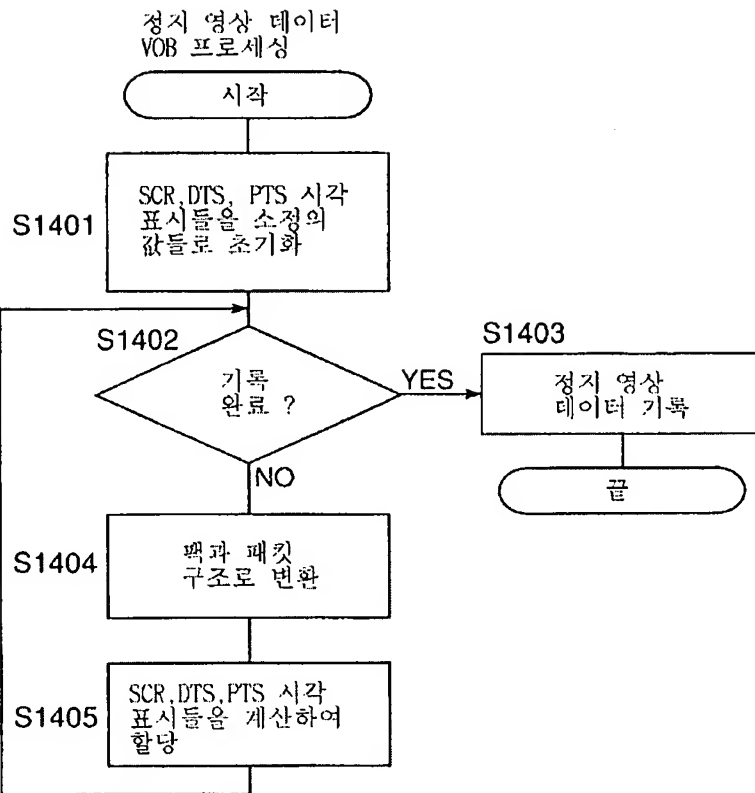 정지 영상 데이터
VOB 프로세싱
시작
S1401
SCR,DTS, PTS 시각
표시들을 소정의
값들로 초기화
S1402
기록
완료 ?
YES
S1403
정지 영상
데이터 기록
끝
NO
S1404
팩과 패킷
구조로 변환
S1405
SCR,DTS,PTS 시각
표시들을 계산하여
할당